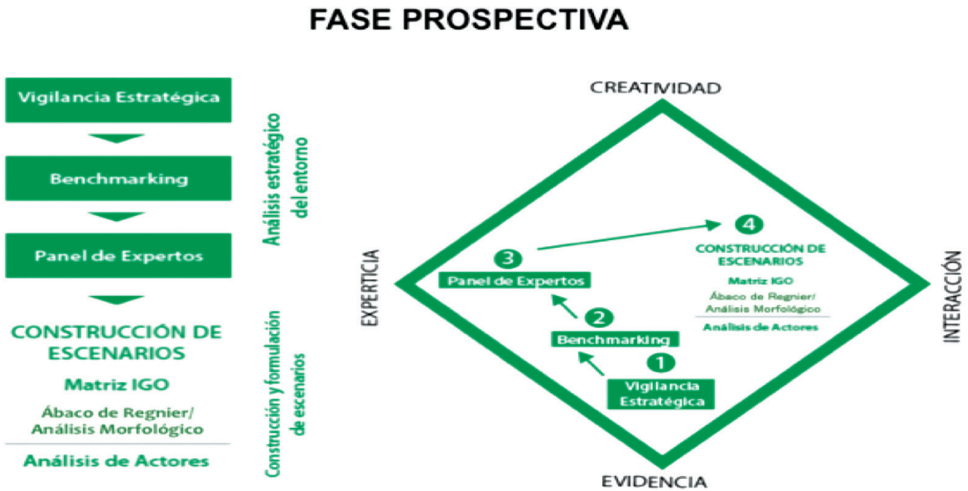 FASE PROSPECTIVA
Vigilancia Estratégica
Benchmarking
Panel de Expertos
CONSTRUCCIÓN DE
ESCENARIOS
Matriz IGO
Ábaco de Regnier/
Análisis Morfológico
Análisis de Actores
Análisis estratégico
del entorno
Construcción y formulación
de escenarios
CREATIVIDAD
EXPERTICIA
INTERACCIÓN
EVIDENCIA
4
CONSTRUCCIÓN DE
ESCENARIOS
Matriz IGO
Ábaco de Regnier/
Análisis Morfológico
Análisis de Actores
3
Panel de Expertos
2
Benchmarking
1
Vigilancia
Estratégica